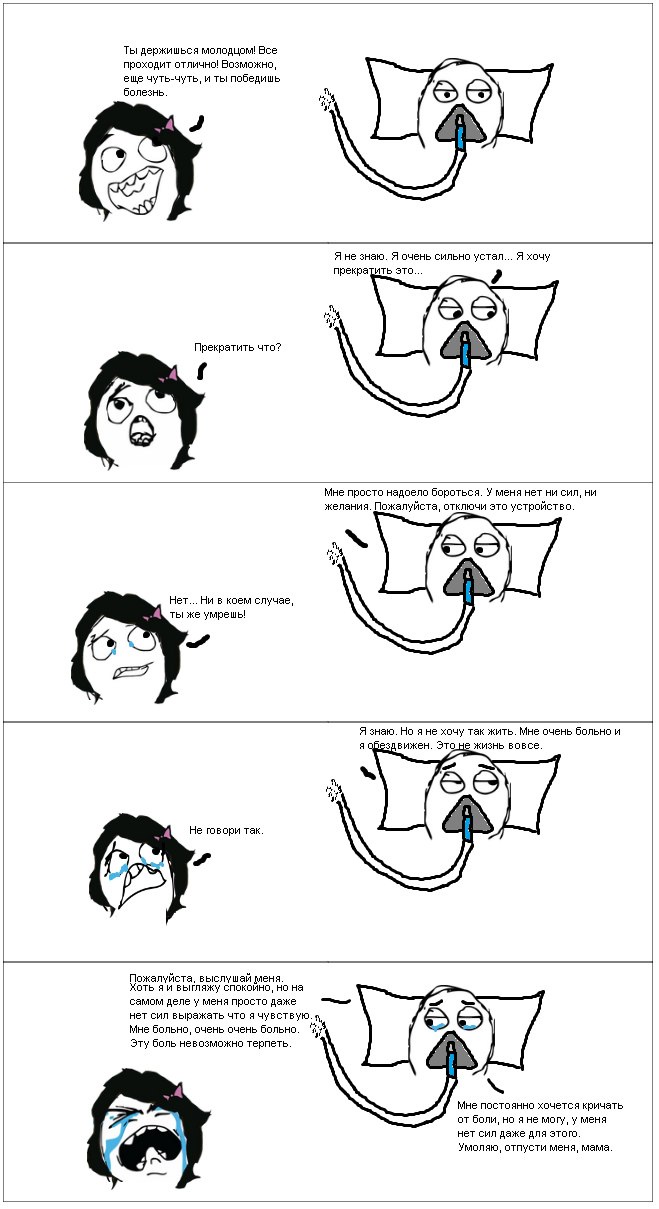 Ты держишься молодцом! Все
проходит отлично! Возможно,
еще чуть-чуть, и ты победишь
болезнь.
Я не знаю. Я очень сильно устал... Я хочу
прекратить это...
Прекратить что?
Мне просто надоело бороться. У меня нет ни сил, ни
желания. Пожалуйста, отключи это устройство.
Нет... Ни в коем случае,
ты же умрешь!
Я знаю. Но я не хочу так жить. Мне очень больно и
я обездвижен. Это не жизнь вовсе.
Не говори так.
Пожалуйста, выслушай меня.
Хоть я и выгляжу спокойно, но на
самом деле у меня просто даже
нет сил выражать что я чувствую.
Мне больно, очень очень больно.
Эту боль невозможно терпеть.
Мне постоянно хочется кричать
от боли, но я не могу, у меня
нет сил даже для этого.
Умоляю, отпусти меня, мама.